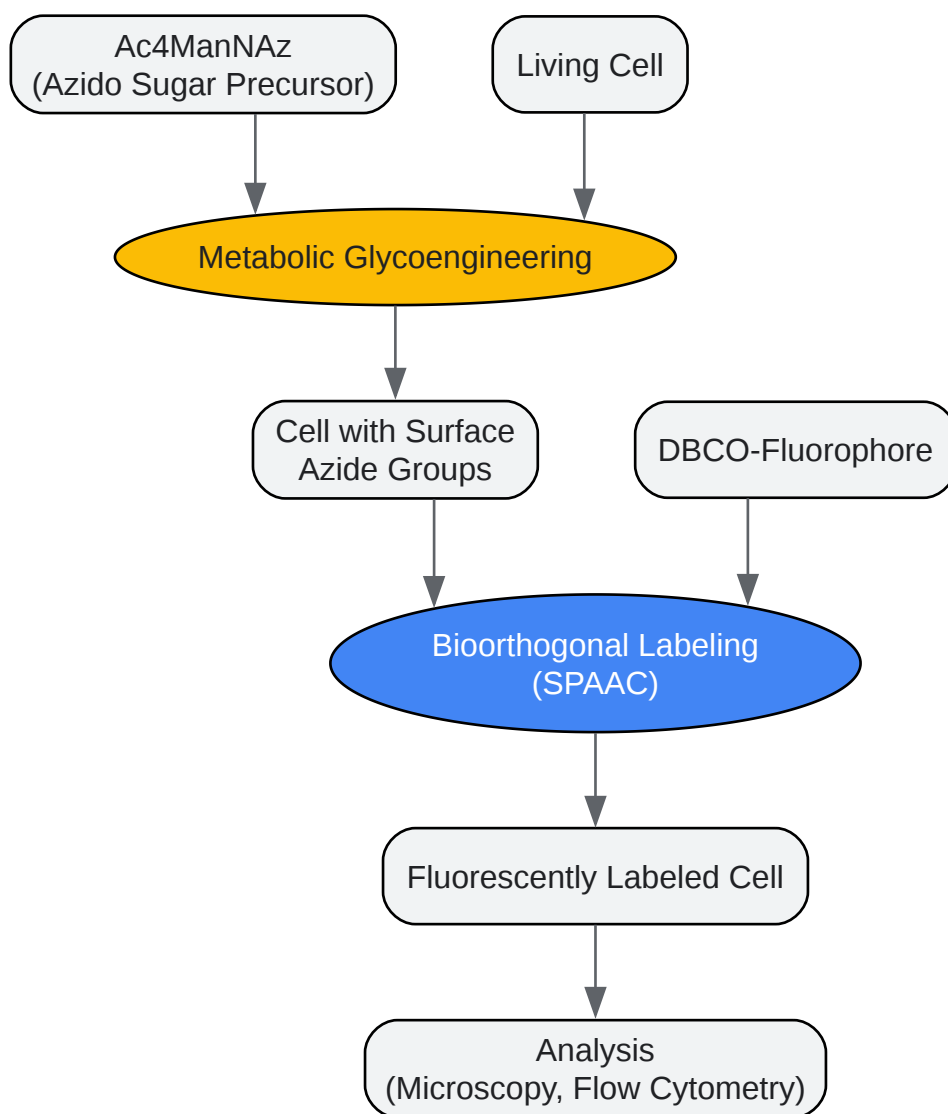 Ac4ManNAz
(Azido Sugar Precursor)
Living Cell
Metabolic Glycoengineering
Cell with Surface
Azide Groups
DBCO-Fluorophore
Bioorthogonal Labeling
(SPAAC)
Fluorescently Labeled Cell
Analysis
(Microscopy, Flow Cytometry)